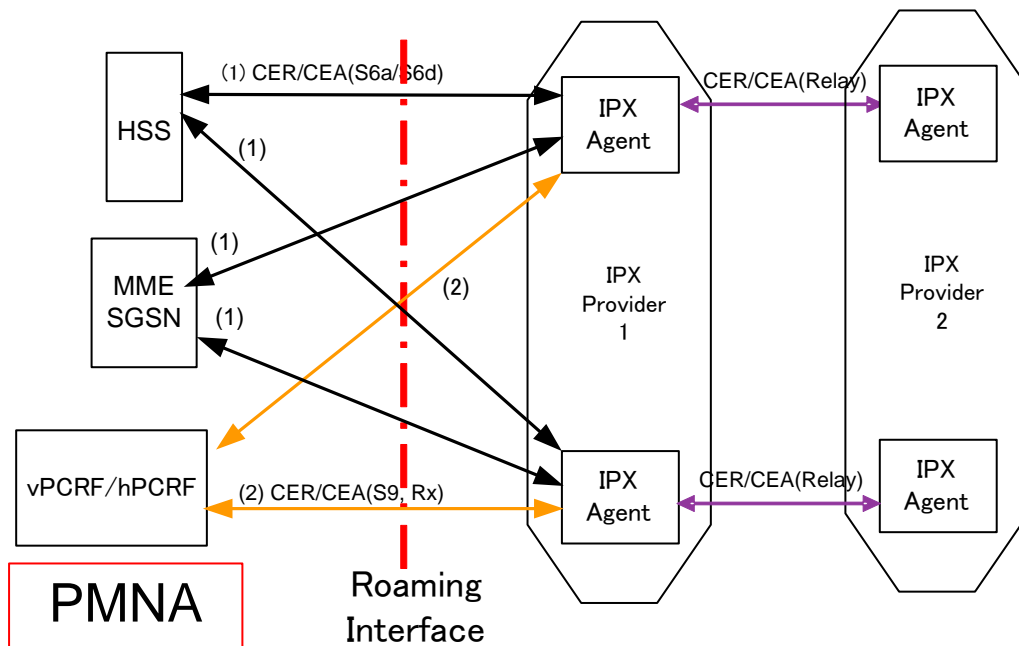 (1) CER/CEA(S6a/S6d)
HSS
(1)
IPX
Agent
CER/CEA(Relay)
IPX
Agent
(1)
MME
SGSN
(1)
(2)
IPX
Provider
1
IPX
Provider
2
vPCRF/hPCRF
(2) CER/CEA(S9, Rx)
IPX
Agent
CER/CEA(Relay)
IPX
Agent
PMNA
Roaming
Interface